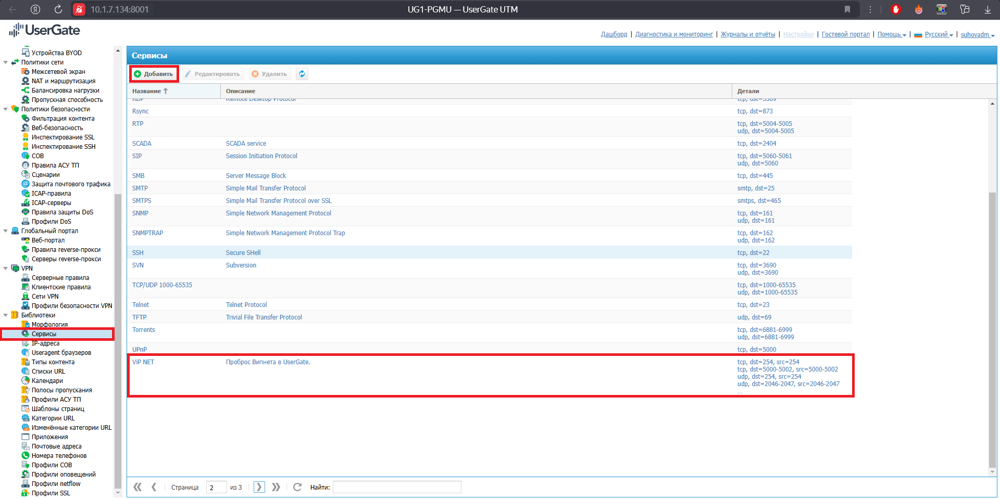 10.1.7.134:8001
UG1-PGMU — UserGate UTM
UserGate
Дашборд | Диагностика и мониторинг | Журналы и отчёты | Настройки | Гостевой портал | Помощь | Русский | suhovadm
Устройства BYOD
Политики сети
Межсетевой экран
NAT и маршрутизация
Балансировка нагрузки
Пропускная способность
Политики безопасности
Фильтрация контента
Веб-безопасность
Инспектирование SSL
Инспектирование SSH
СОВ
Правила АСУ ТП
Сценарии
Защита почтового трафика
ICAP-правила
ICAP-серверы
Правила защиты DoS
Профили DoS
Глобальный портал
Веб-портал
Правила reverse-прокси
Серверы reverse-прокси
VPN
Серверные правила
Клиентские правила
Сети VPN
Профили безопасности VPN
Библиотеки
Морфология
Сервисы
IP-адреса
Useragent браузеров
Типы контента
Списки URL
Календари
Полосы пропускания
Профили АСУ ТП
Шаблоны страниц
Категории URL
Изменённые категории URL
Приложения
Почтовые адреса
Номера телефонов
Профили СОВ
Профили оповещений
Профили netflow
Профили SSL
Сервисы
Добавить Редактировать Удалить
Название Описание Детали
RDP Remote Desktop Protocol tcp, dst=3389
Rsync tcp, dst=873
RTP tcp, dst=5004-5005
udp, dst=5004-5005
SCADA SCADA service tcp, dst=2404
SIP Session Initiation Protocol tcp, dst=5060-5061
udp, dst=5060
SMB Server Message Block tcp, dst=445
SMTP Simple Mail Transfer Protocol smtp, dst=25
SMTPS Simple Mail Transfer Protocol over SSL smtps, dst=465
SNMP Simple Network Management Protocol tcp, dst=161
udp, dst=161
SNMPTRAP Simple Network Management Protocol Trap tcp, dst=162
udp, dst=162
SSH Secure SHell tcp, dst=22
SVN Subversion tcp, dst=3690
udp, dst=3690
TCP/UDP 1000-65535 tcp, dst=1000-65535
udp, dst=1000-65535
Telnet Telnet Protocol tcp, dst=23
TFTP Trivial File Transfer Protocol udp, dst=69
Torrents tcp, dst=6881-6999
udp, dst=6881-6999
UPnP tcp, dst=5000
ViP NET Проброс Випнета в UserGate. tcp, dst=254, src=254
tcp, dst=5000-5002, src=5000-5002
udp, dst=254, src=254
udp, dst=2046-2047, src=2046-2047
...
Страница 2 из 3 Найти: